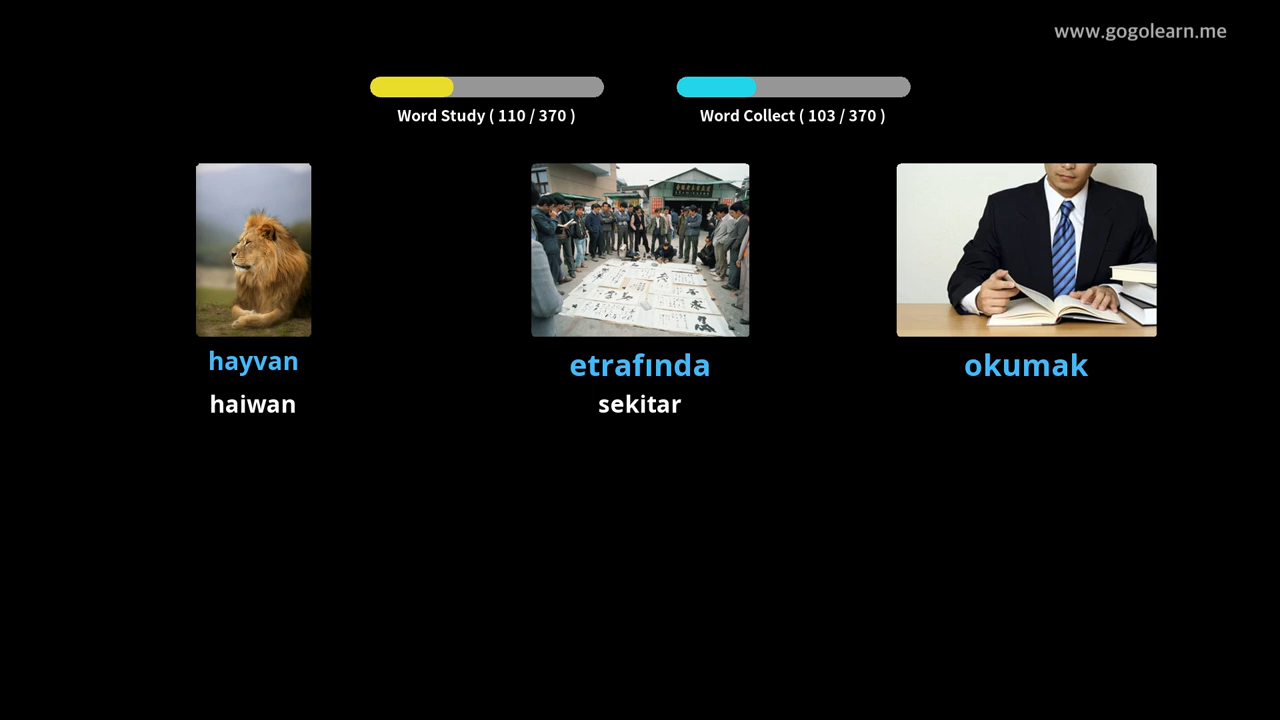 www.gogolearn.me
Word Study ( 110 / 370 )
Word Collect ( 103 / 370 )
hayvan
etrafında
okumak
haiwan
sekitar